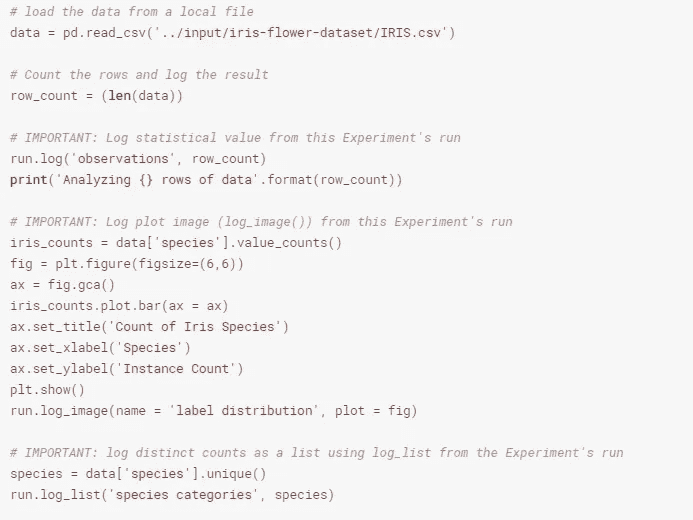 # load the data from a local file
data = pd.read_csv('../input/iris-flower-dataset/IRIS.csv')
# Count the rows and log the result
row_count = (len(data))
# IMPORTANT: Log statistical value from this Experiment's run
run.log('observations', row_count)
print('Analyzing {} rows of data'.format(row_count))
# IMPORTANT: Log plot image (log_image()) from this Experiment's run
iris_counts = data['species'].value_counts()
fig = plt.figure(figsize=(6,6))
ax = fig.gca()
iris_counts.plot.bar(ax = ax)
ax.set_title('Count of Iris Species')
ax.set_xlabel('Species')
ax.set_ylabel('Instance Count')
plt.show()
run.log_image(name = 'label distribution', plot = fig)
# IMPORTANT: log distinct counts as a list using log_list from the Experiment's run
species = data['species'].unique()
run.log_list('species categories', species)